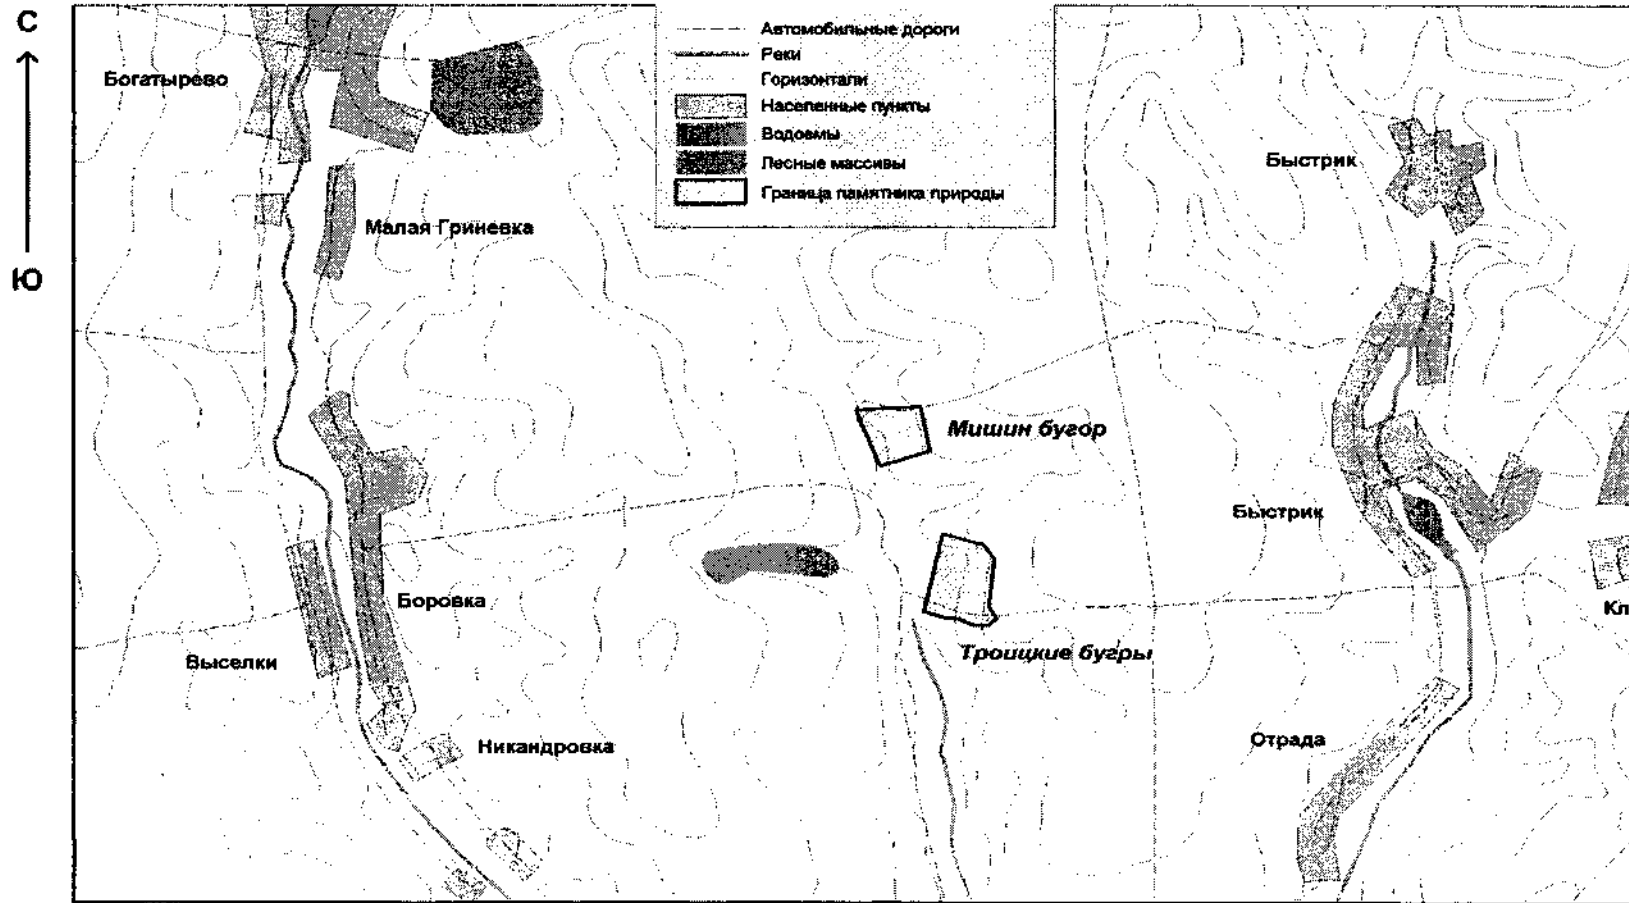 С
Ю
Автомобильные дороги
Реки
Горизонтали
Населенные пункты
Водоемы
Лесные массивы
Граница памятника природы
Богатырево
Быстрик
Малая Гриневка
Мишин бугор
Быстрик
Боровка
Кл
Выселки
Троицкие бугры
Никандровка
Отрада